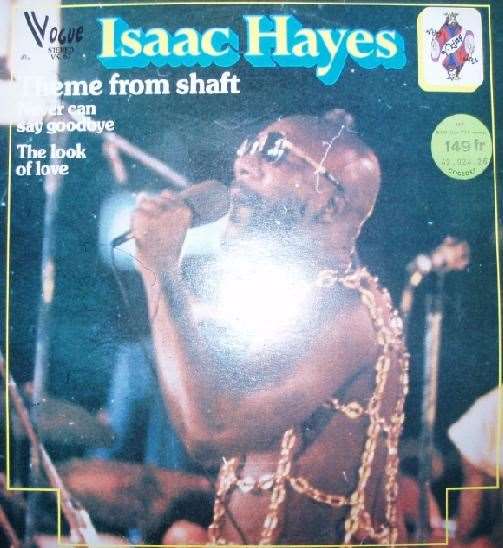 VOGUE
STEREO
Isaac Hayes
Theme from shaft
Never can
say goodbye
The look
of love
149 fr